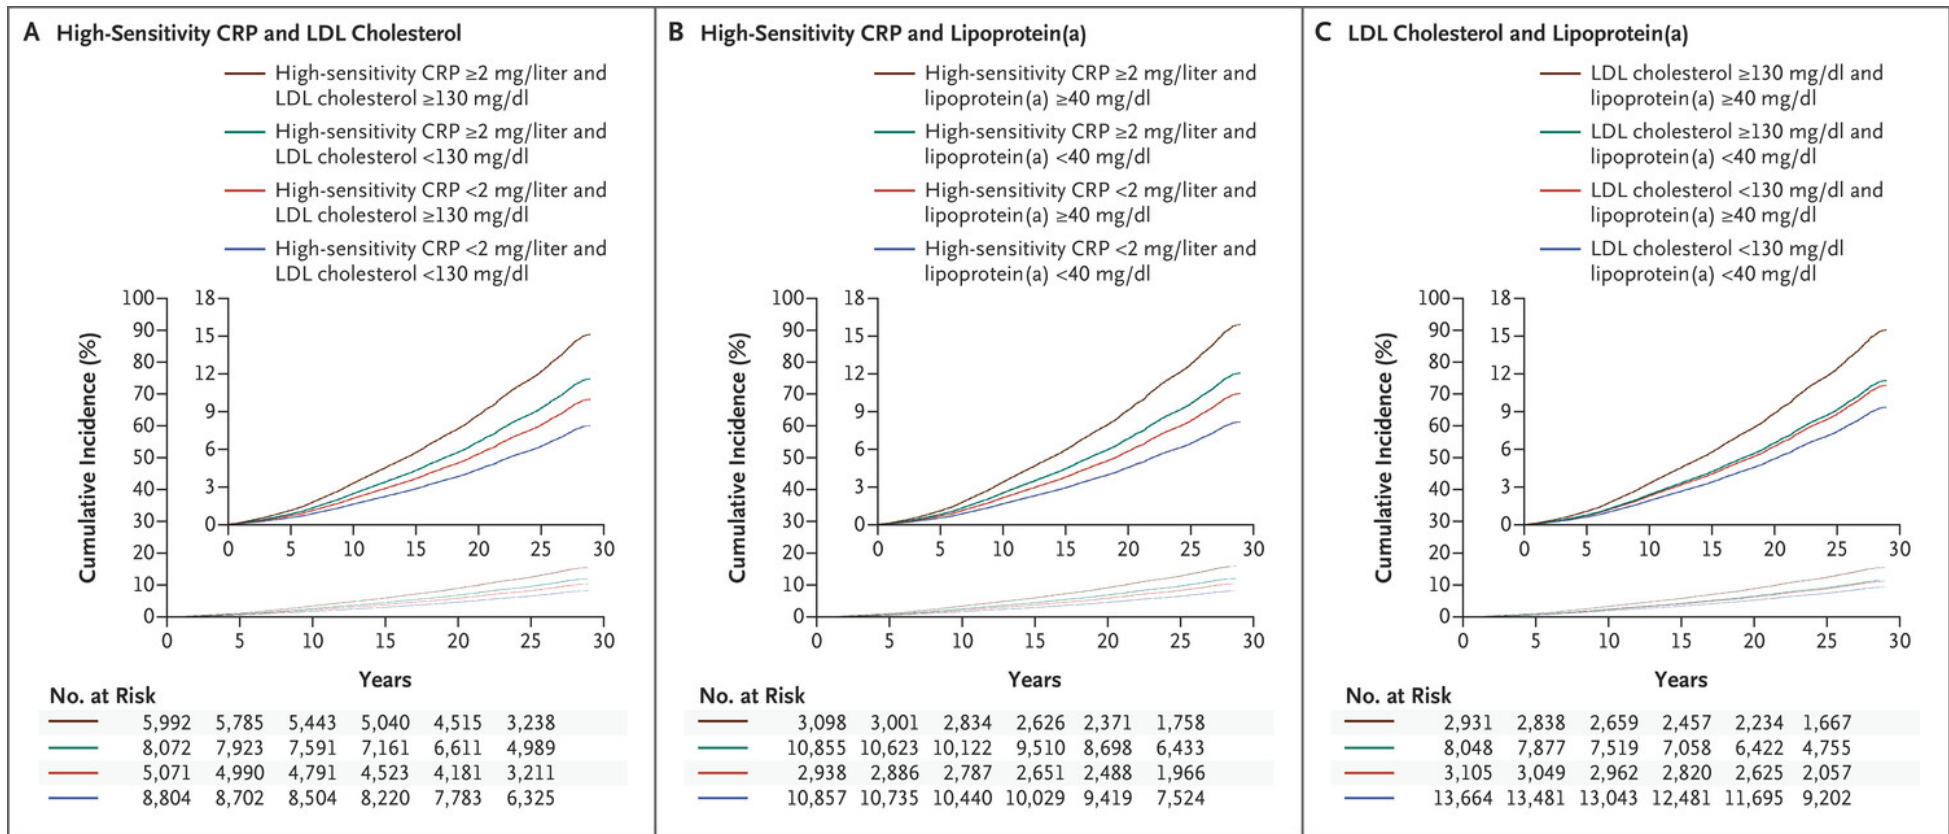 A High-Sensitivity CRP and LDL Cholesterol
High-sensitivity CRP ≥2 mg/liter and
LDL cholesterol ≥130 mg/dl
High-sensitivity CRP ≥2 mg/liter and
LDL cholesterol <130 mg/dl
High-sensitivity CRP <2 mg/liter and
LDL cholesterol ≥130 mg/dl
High-sensitivity CRP <2 mg/liter and
LDL cholesterol <130 mg/dl
Cumulative Incidence (%)
100
90
80
70
60
50
40
30
20
10
0
18
15
12
9
6
3
0
0 5 10 15 20 25 30
0 5 10 15 20 25 30
Years
No. at Risk
5,992 5,785 5,443 5,040 4,515 3,238
8,072 7,923 7,591 7,161 6,611 4,989
5,071 4,990 4,791 4,523 4,181 3,211
8,804 8,702 8,504 8,220 7,783 6,325
B High-Sensitivity CRP and Lipoprotein(a)
High-sensitivity CRP ≥2 mg/liter and
lipoprotein(a) ≥40 mg/dl
High-sensitivity CRP ≥2 mg/liter and
lipoprotein(a) <40 mg/dl
High-sensitivity CRP <2 mg/liter and
lipoprotein(a) ≥40 mg/dl
High-sensitivity CRP <2 mg/liter and
lipoprotein(a) <40 mg/dl
Cumulative Incidence (%)
100
90
80
70
60
50
40
30
20
10
0
18
15
12
9
6
3
0
0 5 10 15 20 25 30
0 5 10 15 20 25 30
Years
No. at Risk
3,098 3,001 2,834 2,626 2,371 1,758
10,855 10,623 10,122 9,510 8,698 6,433
2,938 2,886 2,787 2,651 2,488 1,966
10,857 10,735 10,440 10,029 9,419 7,524
C LDL Cholesterol and Lipoprotein(a)
LDL cholesterol ≥130 mg/dl and
lipoprotein(a) ≥40 mg/dl
LDL cholesterol ≥130 mg/dl and
lipoprotein(a) <40 mg/dl
LDL cholesterol <130 mg/dl and
lipoprotein(a) ≥40 mg/dl
LDL cholesterol <130 mg/dl
lipoprotein(a) <40 mg/dl
Cumulative Incidence (%)
100
90
80
70
60
50
40
30
20
10
0
18
15
12
9
6
3
0
0 5 10 15 20 25 30
0 5 10 15 20 25 30
Years
No. at Risk
2,931 2,838 2,659 2,457 2,234 1,667
8,048 7,877 7,519 7,058 6,422 4,755
3,105 3,049 2,962 2,820 2,625 2,057
13,664 13,481 13,043 12,481 11,695 9,202